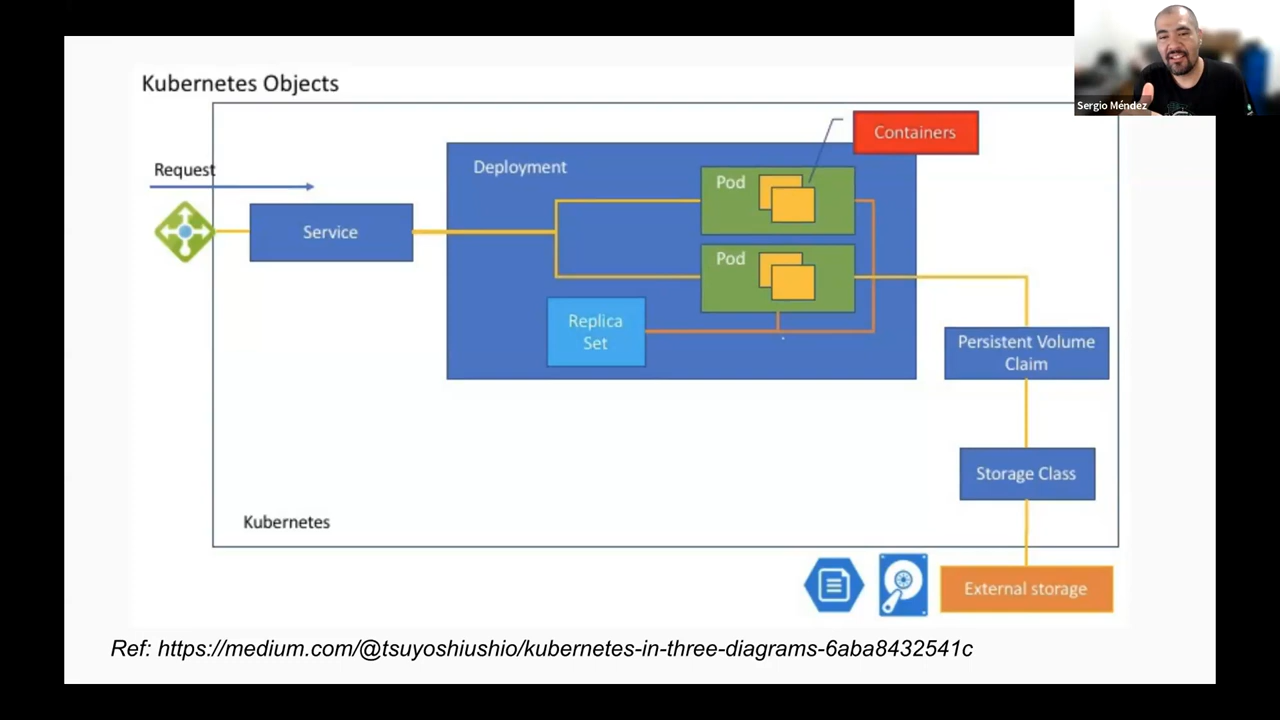 Kubernetes Objects
Sergio Méndez
Request
Containers
Deployment
Pod
Service
Pod
Replica
Set
Persistent Volume
Claim
Storage Class
Kubernetes
External storage
Ref: https://medium.com/@tsuyoshiushio/kubernetes-in-three-diagrams-6aba8432541c